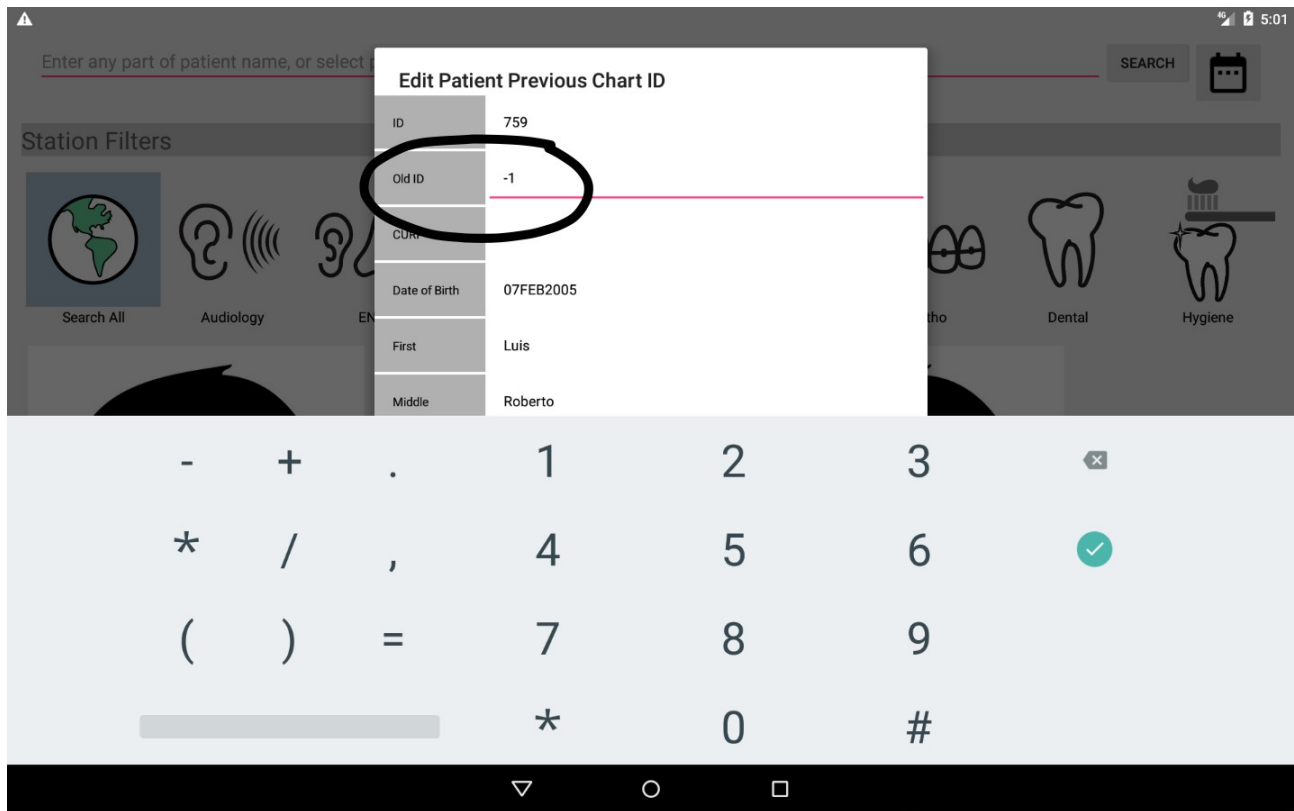 4G 5:01
Enter any part of patient name, or select p
SEARCH
Edit Patient Previous Chart ID
Station Filters
ID 759
Old ID -1
CURP
Date of Birth 07FEB2005
First Luis
Middle Roberto
Search All Audiology EN tho Dental Hygiene
- + . 1 2 3
* / , 4 5 6
( ) = 7 8 9
* 0 #